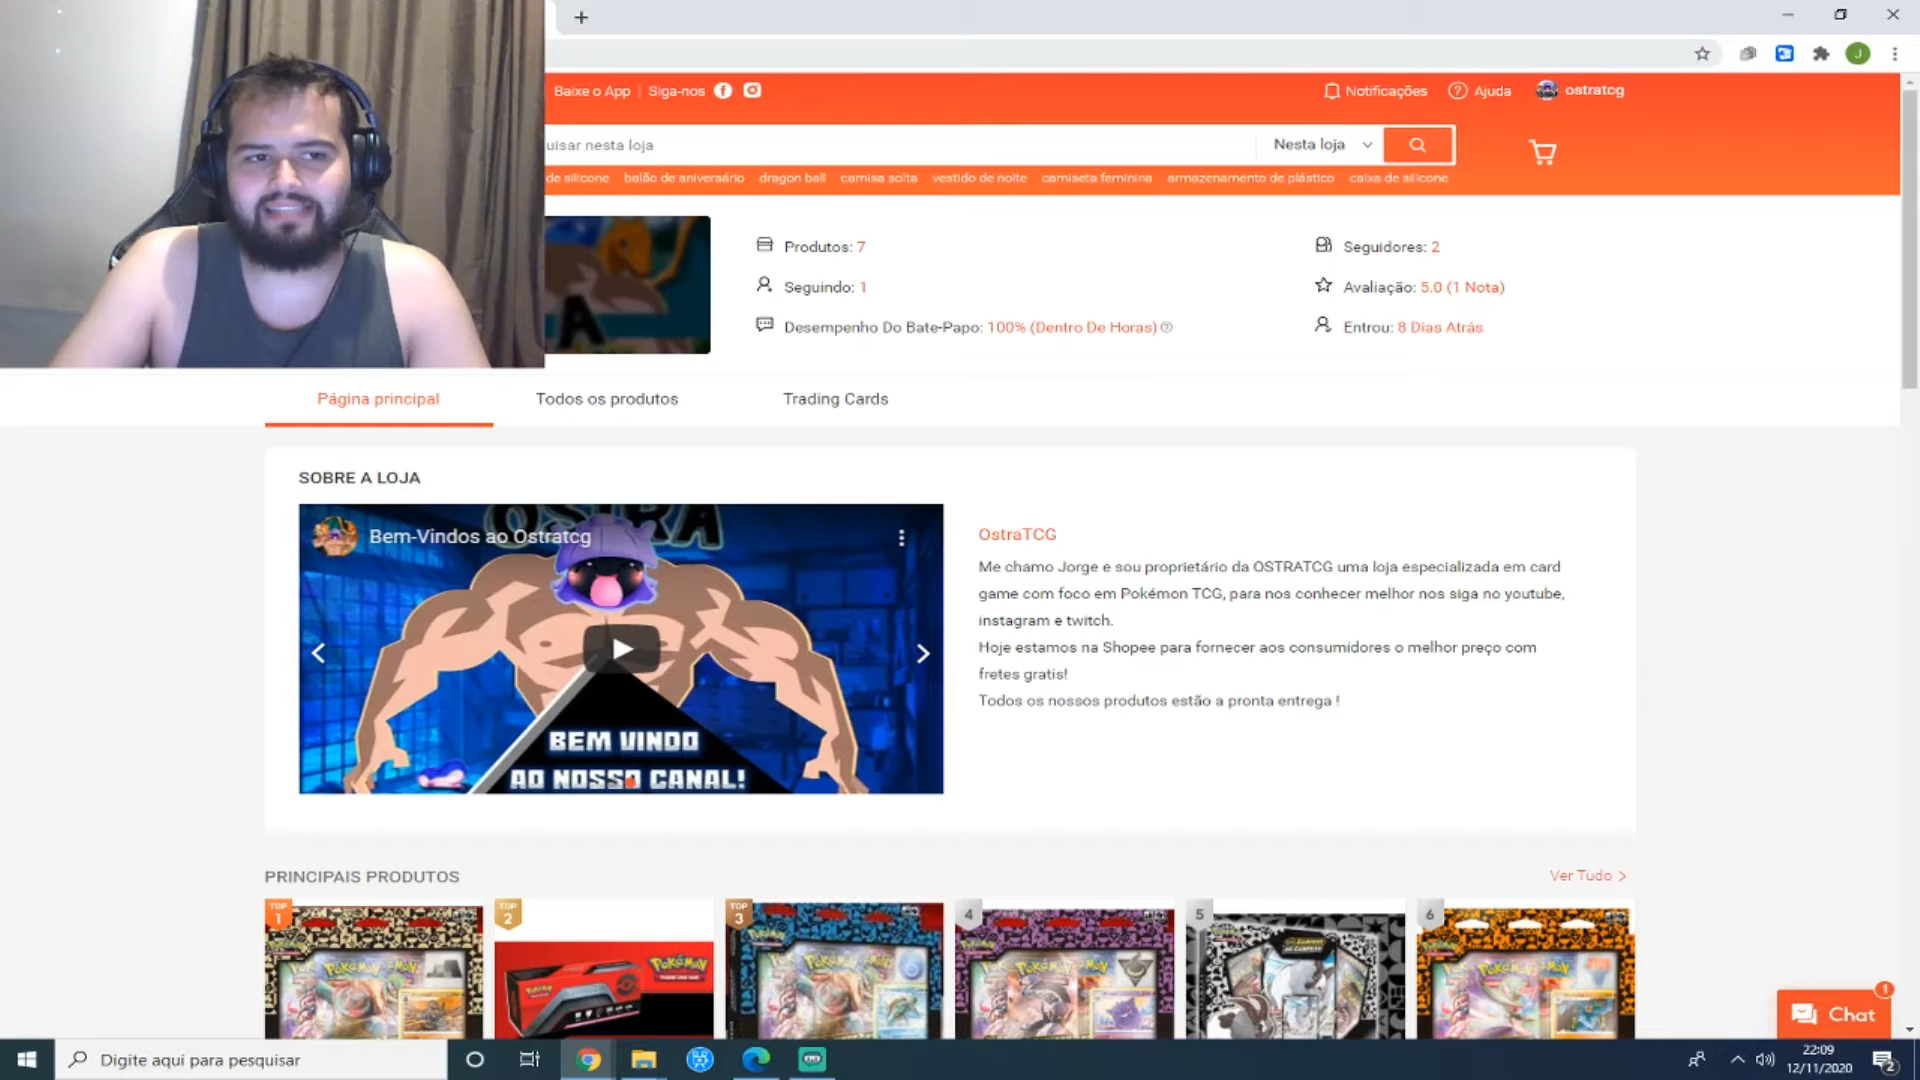 Baixe o App | Siga-nos
Notificações
Ajuda
ostratcg
uisar nesta loja
Nesta loja
de silicone balão de aniversário dragon ball camisa solta vestido de noite camiseta feminina armazenamento de plástico caixa de silicone
Produtos: 7
Seguidores: 2
Seguindo: 1
Avaliação: 5.0 (1 Nota)
Desempenho Do Bate-Papo: 100% (Dentro De Horas)
Entrou: 8 Dias Atrás
Página principal
Todos os produtos
Trading Cards
SOBRE A LOJA
OSTRA
Bem-Vindos ao Ostratcg
BEM VINDO
AO NOSSO CANAL!
OstraTCG
Me chamo Jorge e sou proprietário da OSTRATCG uma loja especializada em card
game com foco em Pokémon TCG, para nos conhecer melhor nos siga no youtube,
instagram e twitch.
Hoje estamos na Shopee para fornecer aos consumidores o melhor preço com
fretes gratis!
Todos os nossos produtos estão a pronta entrega !
PRINCIPAIS PRODUTOS
Ver Tudo >
TOP 1
TOP 2
TOP 3
4
5
6
Pokémon
Chat
1
Digite aqui para pesquisar
22:09
12/11/2020
2
J